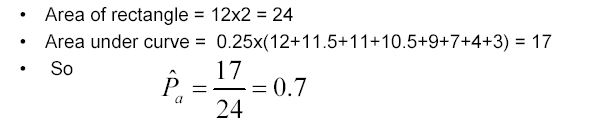 • Area of rectangle = 12x2 = 24
• Area under curve = 0.25x(12+11.5+11+10.5+9+7+4+3) = 17
• So
P̂ₐ = 17/24 = 0.7